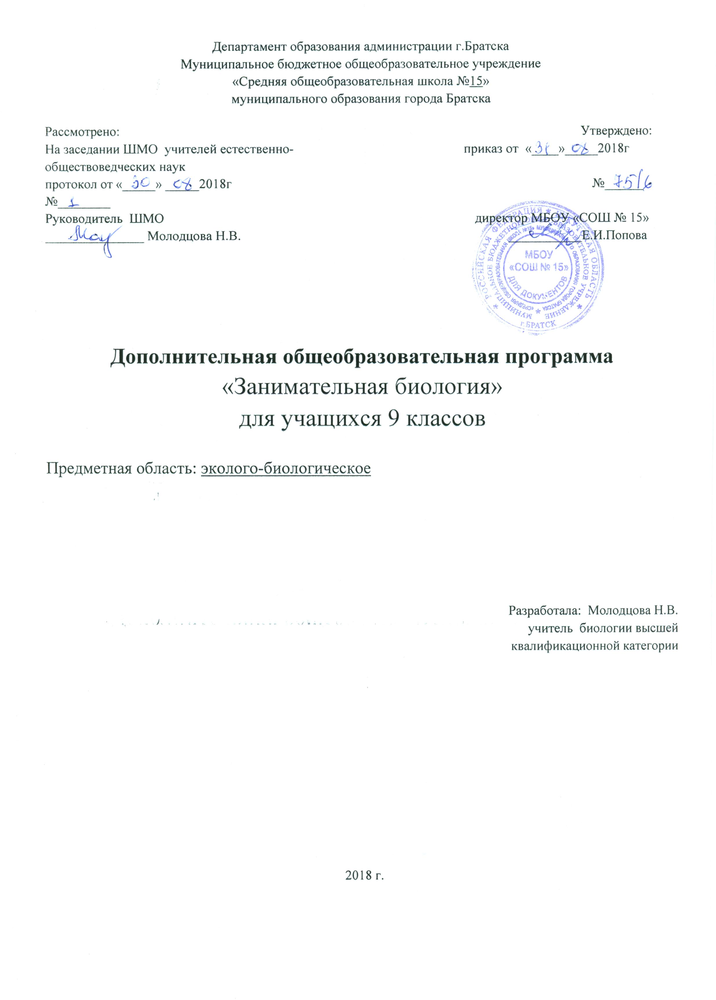 Департамент образования администрации г.Братска
Муниципальное бюджетное общеобразовательное учреждение
«Средняя общеобразовательная школа №15»
муниципального образования города Братска
Рассмотрено:
На заседании ШМО учителей естественно-
обществоведческих наук
протокол от «30» 08 2018г
№ 1
Руководитель ШМО
Молодцова Н.В.
Утверждено:
приказ от «31» 08 2018г
№ 75/6
директор МБОУ «СОШ № 15»
Е.И.Попова
РОССИЙСКАЯ ФЕДЕРАЦИЯ * ИРКУТСКАЯ ОБЛАСТЬ *
г.БРАТСК
МУНИЦИПАЛЬНОЕ БЮДЖЕТНОЕ ОБЩЕОБРАЗОВАТЕЛЬНОЕ УЧРЕЖДЕНИЕ
«СРЕДНЯЯ ОБЩЕОБРАЗОВАТЕЛЬНАЯ ШКОЛА №15» МУНИЦИПАЛЬНОГО ОБРАЗОВАНИЯ ГОРОДА БРАТСКА *
МБОУ
«СОШ № 15»
ДЛЯ ДОКУМЕНТОВ
Дополнительная общеобразовательная программа
«Занимательная биология»
для учащихся 9 классов
Предметная область: эколого-биологическое
Разработала: Молодцова Н.В.
учитель биологии высшей
квалификационной категории
2018 г.